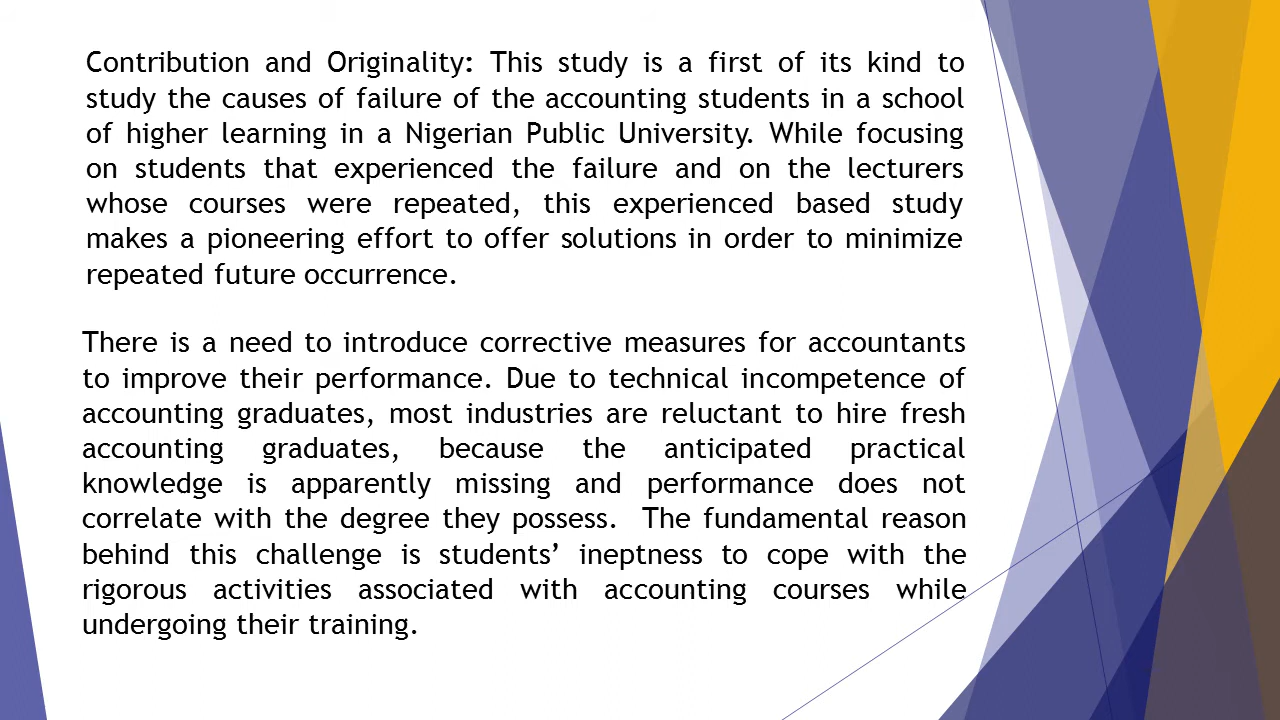 Contribution and Originality: This study is a first of its kind to
study the causes of failure of the accounting students in a school
of higher learning in a Nigerian Public University. While focusing
on students that experienced the failure and on the lecturers
whose courses were repeated, this experienced based study
makes a pioneering effort to offer solutions in order to minimize
repeated future occurrence.
There is a need to introduce corrective measures for accountants
to improve their performance. Due to technical incompetence of
accounting graduates, most industries are reluctant to hire fresh
accounting graduates, because the anticipated practical
knowledge is apparently missing and performance does not
correlate with the degree they possess. The fundamental reason
behind this challenge is students’ ineptness to cope with the
rigorous activities associated with accounting courses while
undergoing their training.